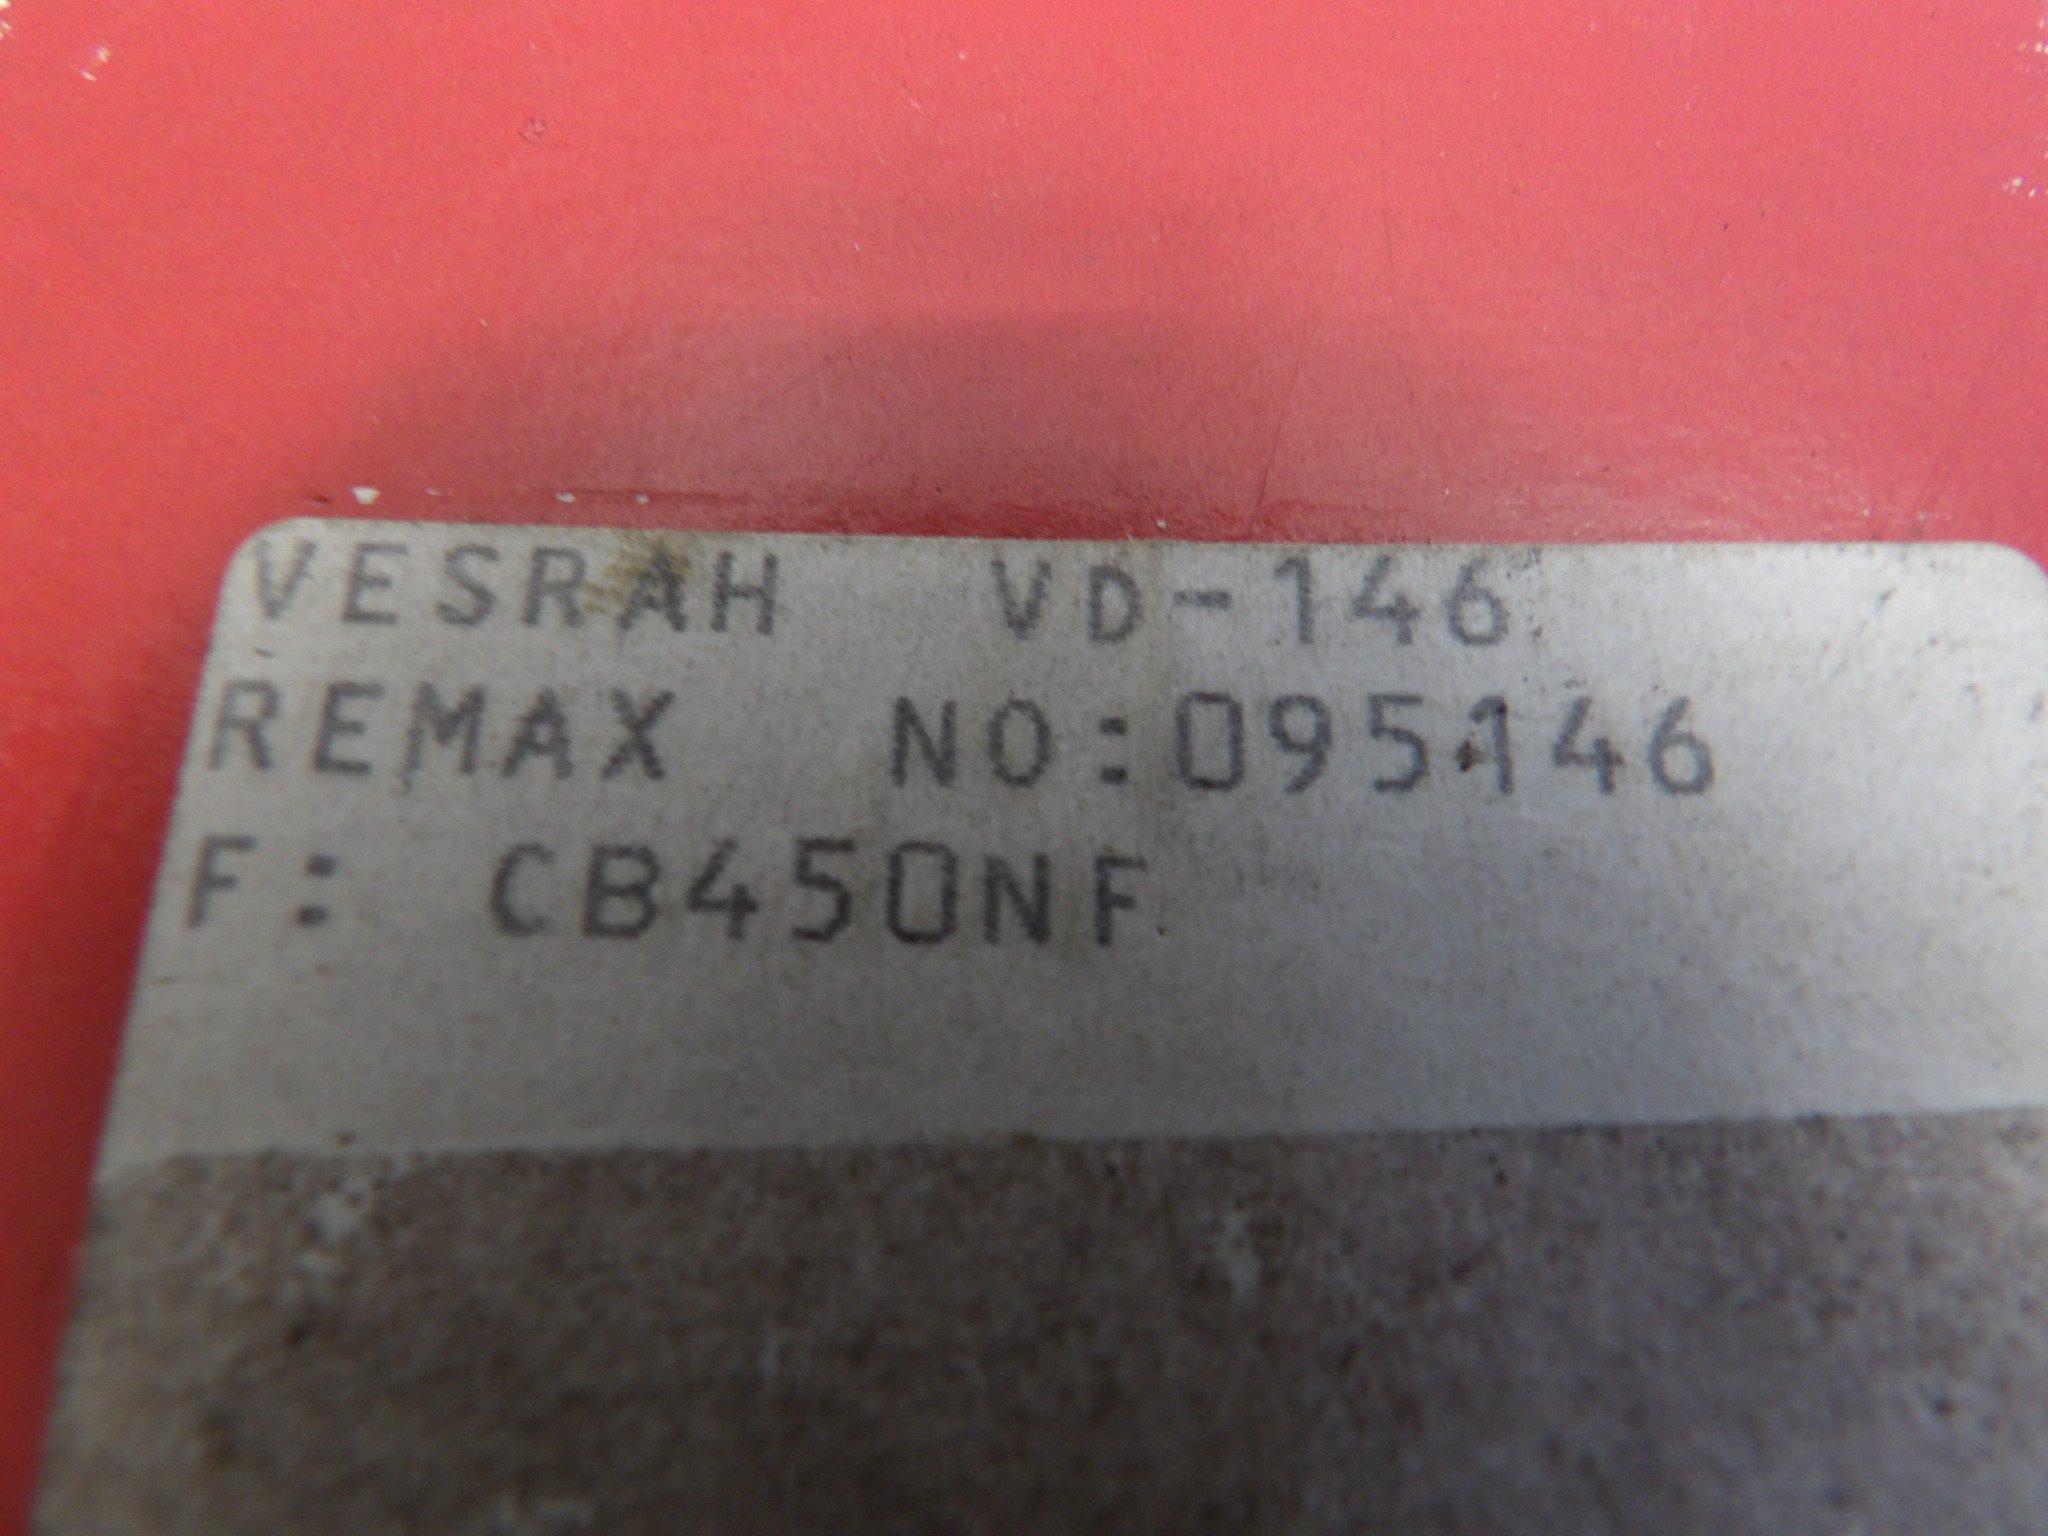 VESRAH VD-146
REMAX NO:095146
F: CB450NF